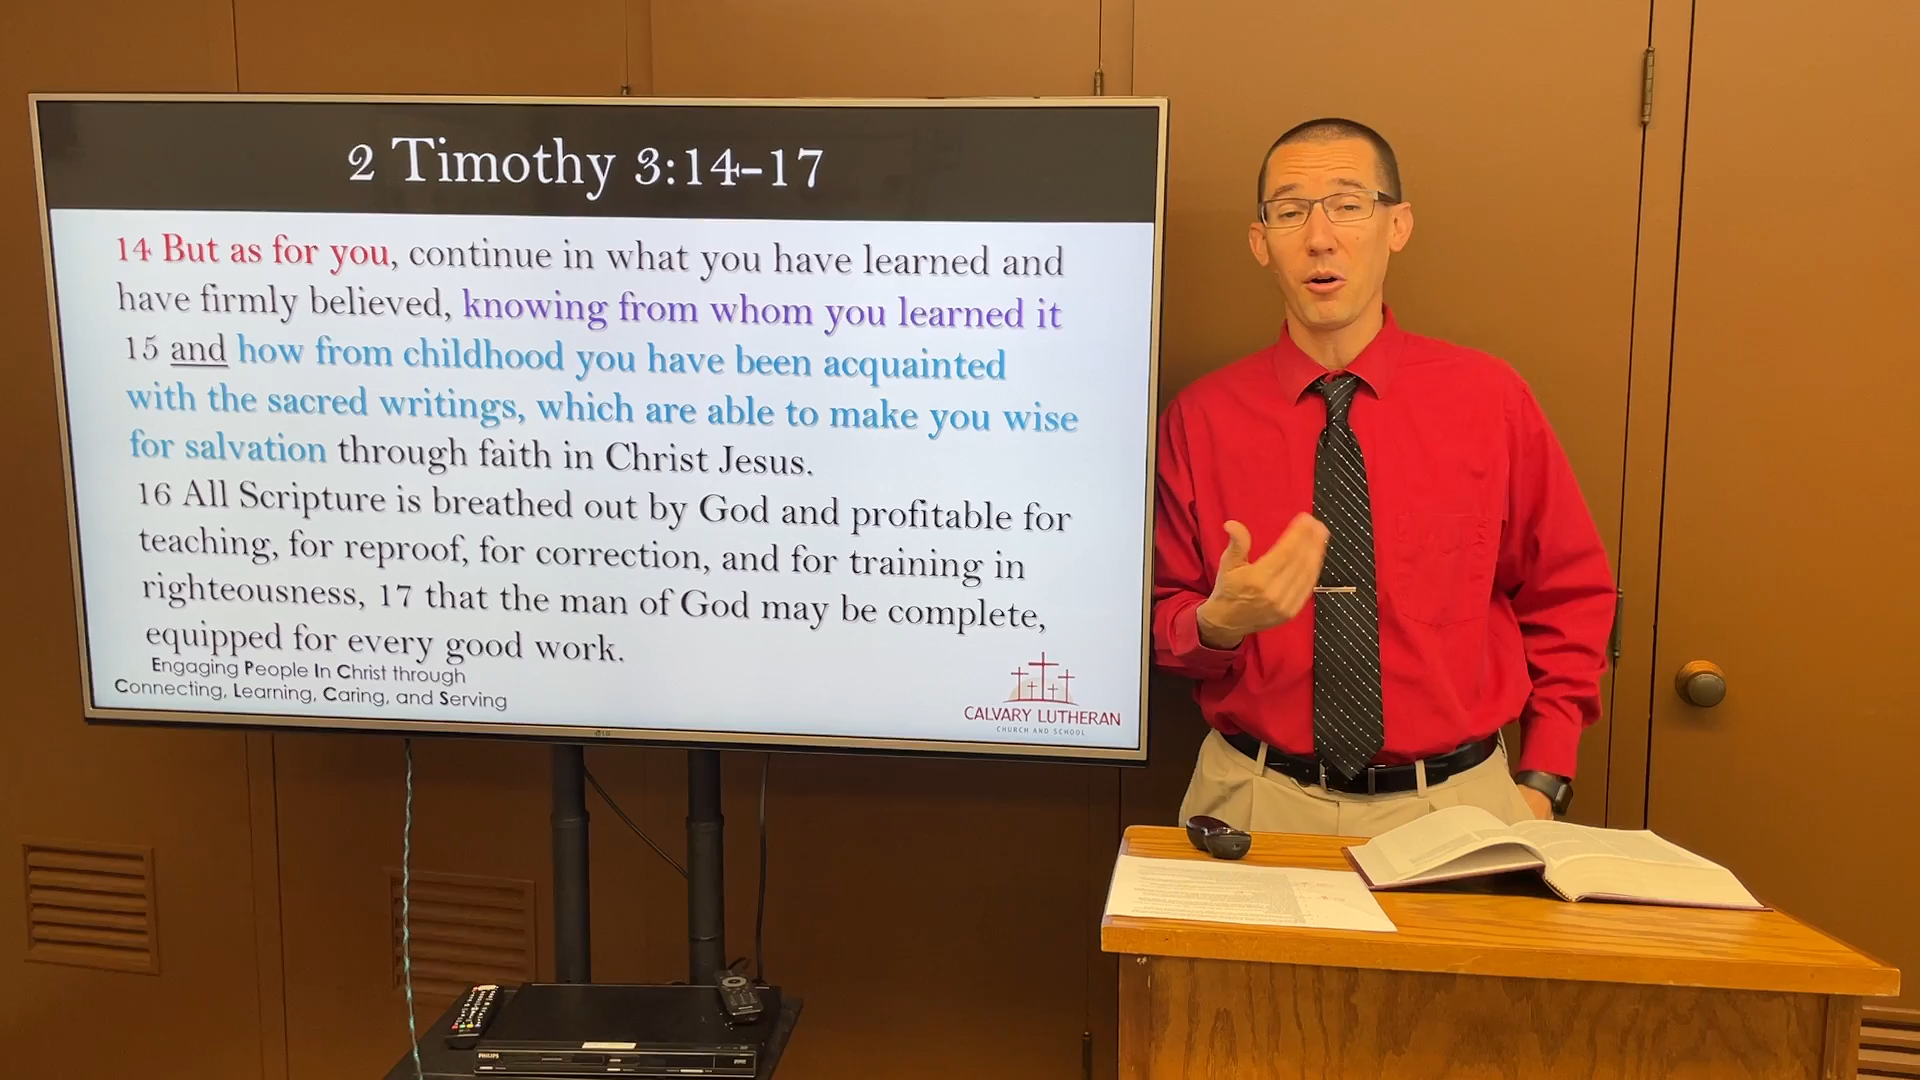 2 Timothy 3:14-17
14 But as for you, continue in what you have learned and
have firmly believed, knowing from whom you learned it
15 and how from childhood you have been acquainted
with the sacred writings, which are able to make you wise
for salvation through faith in Christ Jesus.
16 All Scripture is breathed out by God and profitable for
teaching, for reproof, for correction, and for training in
righteousness, 17 that the man of God may be complete,
equipped for every good work.
Engaging People In Christ through
Connecting, Learning, Caring, and Serving
CALVARY LUTHERAN
CHURCH AND SCHOOL
LG
PHILIPS